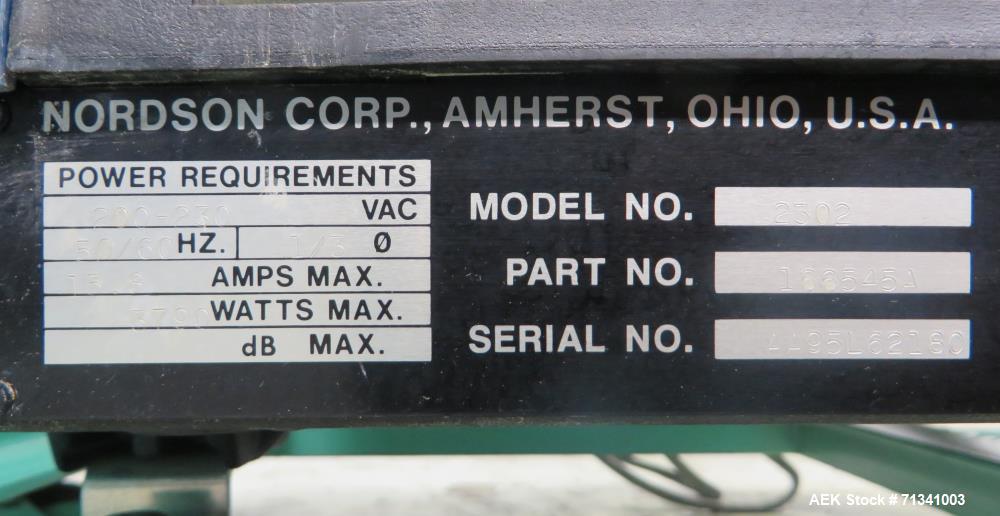 NORDSON CORP., AMHERST, OHIO, U.S.A.
POWER REQUIREMENTS
200-230 VAC
50/60 HZ. 1/3 Ø
AMPS MAX.
WATTS MAX.
dB MAX.
MODEL NO. 2302
PART NO. 166545A
SERIAL NO.
AEK Stock #71341003